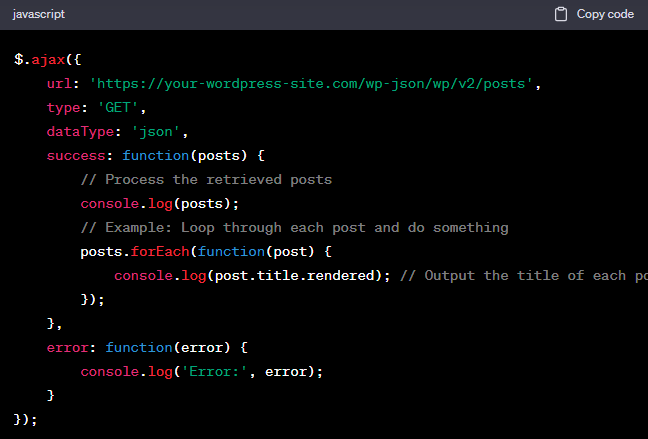 javascript
Copy code
$.ajax({
    url: 'https://your-wordpress-site.com/wp-json/wp/v2/posts',
    type: 'GET',
    dataType: 'json',
    success: function(posts) {
        // Process the retrieved posts
        console.log(posts);
        // Example: Loop through each post and do something
        posts.forEach(function(post) {
            console.log(post.title.rendered); // Output the title of each
        });
    },
    error: function(error) {
        console.log('Error:', error);
    }
});